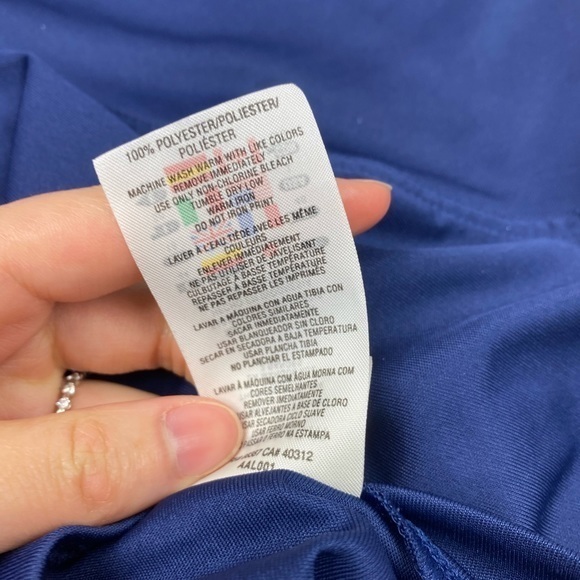 100% POLYESTER/POLIESTER/
POLIÉSTER
MACHINE WASH WARM WITH LIKE COLORS
REMOVE IMMEDIATELY
USE ONLY NON-CHLORINE BLEACH
TUMBLE DRY LOW
WARM IRON
DO NOT IRON PRINT
LAVER À L'EAU TIÈDE AVEC LES MÊME
COULEURS
ENLEVER IMMÉDIATEMENT
NE PAS UTILISER DE JAVELISANT
CULBUTAGE À BASSE TEMPÉRATURE
REPASSER À BASSE TEMPÉRATURE
NE PAS REPASSER LES IMPRIMÉS
LAVAR A MÁQUINA CON AGUA TIBIA CON
COLORES SIMILARES
SACAR INMEDIATAMENTE
USAR BLANQUEADOR SIN CLORO
SECAR EN SECADORA A BAJA TEMPERATURA
USAR PLANCHA TIBIA
NO PLANCHAR EL ESTAMPADO
LAVAR À MÁQUINA COM ÁGUA MORNA COM
CORES SEMELHANTES
REMOVER IMEDIATAMENTE
USAR ALVEJANTES À BASE DE CLORO
USAR SECADORA CICLO SUAVE
USAR FERRO MORNO
USAR O FERRO NA ESTAMPA
CA# 40312
AAL001